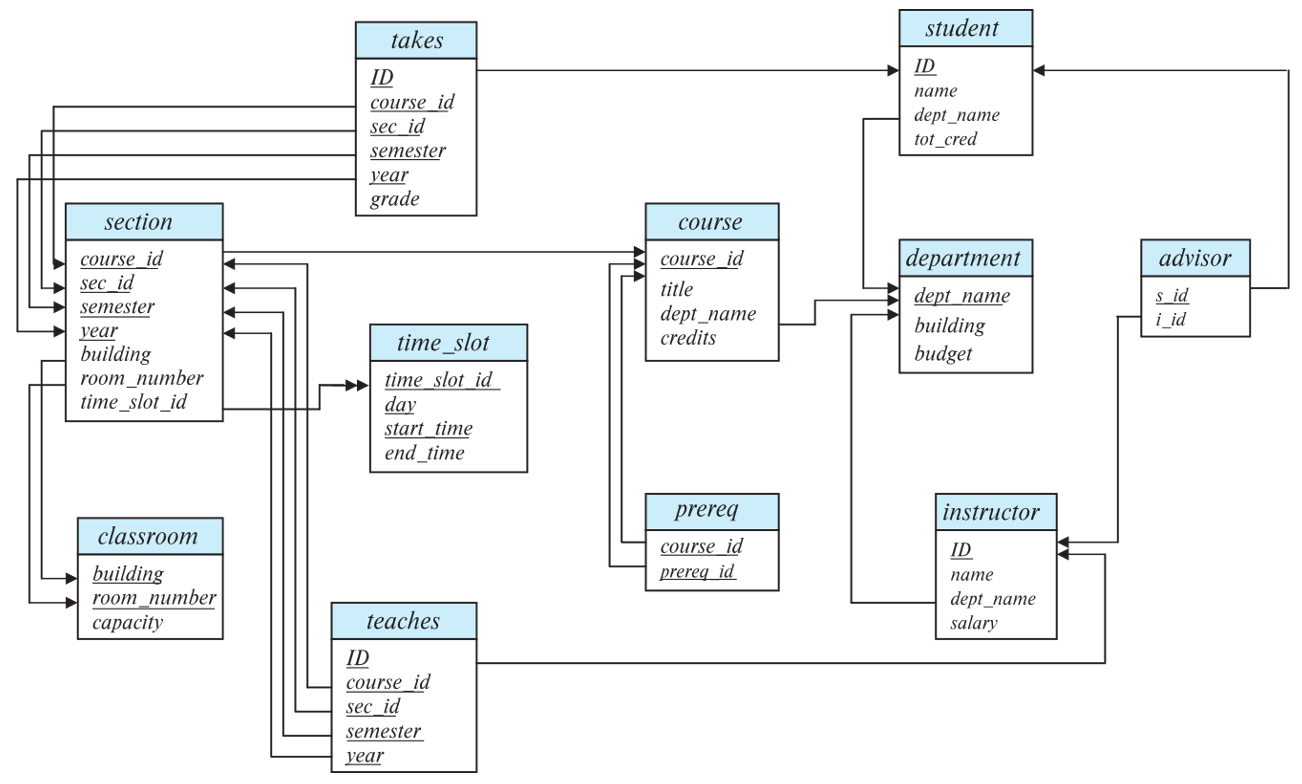 takes
ID
course_id
sec_id
semester
year
grade
student
ID
name
dept_name
tot_cred
section
course_id
sec_id
semester
year
building
room_number
time_slot_id
course
course_id
title
dept_name
credits
department
dept_name
building
budget
advisor
s_id
i_id
time_slot
time_slot_id
day
start_time
end_time
prereq
course_id
prereq_id
instructor
ID
name
dept_name
salary
classroom
building
room_number
capacity
teaches
ID
course_id
sec_id
semester
year